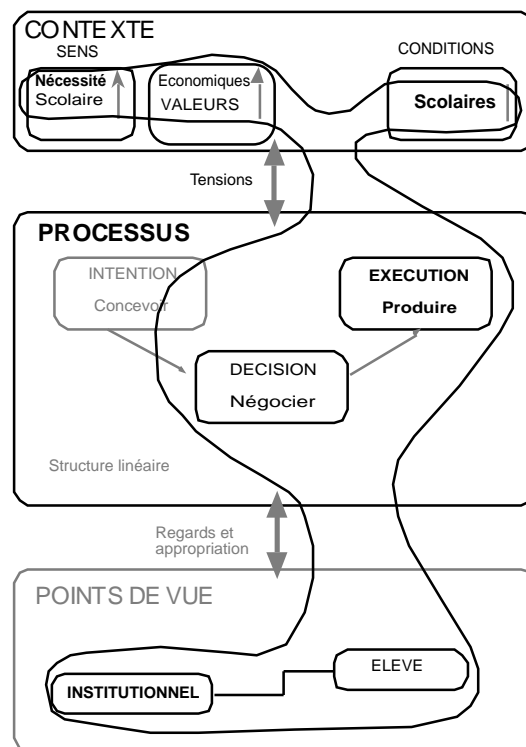 CONTEXTE
SENS
CONDITIONS
Nécessité
Scolaire
Economiques
VALEURS
Scolaires
Tensions
PROCESSUS
INTENTION
Concevoir
EXECUTION
Produire
DECISION
Négocier
Structure linéaire
Regards et
appropriation
POINTS DE VUE
INSTITUTIONNEL
ELEVE